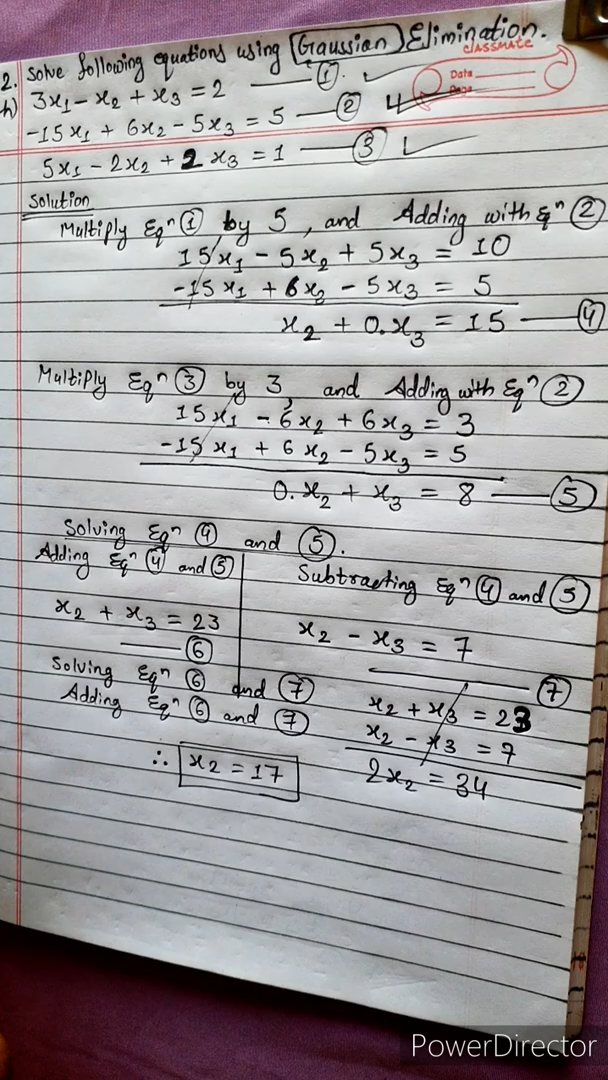 2. Solve following equations using (Gaussian) Elimination.
classmate
Date
Page
h) 3x₁ - x₂ + x₃ = 2 —— ①
-15x₁ + 6x₂ - 5x₃ = 5 —— ②
5x₁ - 2x₂ + 2x₃ = 1 —— ③
Solution
Multiply Eqⁿ ① by 5, and Adding with Eqⁿ ②
15x₁ - 5x₂ + 5x₃ = 10
-15x₁ + 6x₂ - 5x₃ = 5
x₂ + 0.x₃ = 15 —— ④
Multiply Eqⁿ ③ by 3, and Adding with Eqⁿ ②
15x₁ - 6x₂ + 6x₃ = 3
-15x₁ + 6x₂ - 5x₃ = 5
0.x₂ + x₃ = 8 —— ⑤
Solving Eqⁿ ④ and ⑤.
Adding Eqⁿ ④ and ⑤
x₂ + x₃ = 23
—— ⑥
Subtracting Eqⁿ ④ and ⑤
x₂ - x₃ = 7
—— ⑦
Solving Eqⁿ ⑥ and ⑦
Adding Eqⁿ ⑥ and ⑦
x₂ + x₃ = 23
x₂ - x₃ = 7
2x₂ = 34
∴ x₂ = 17
PowerDirector